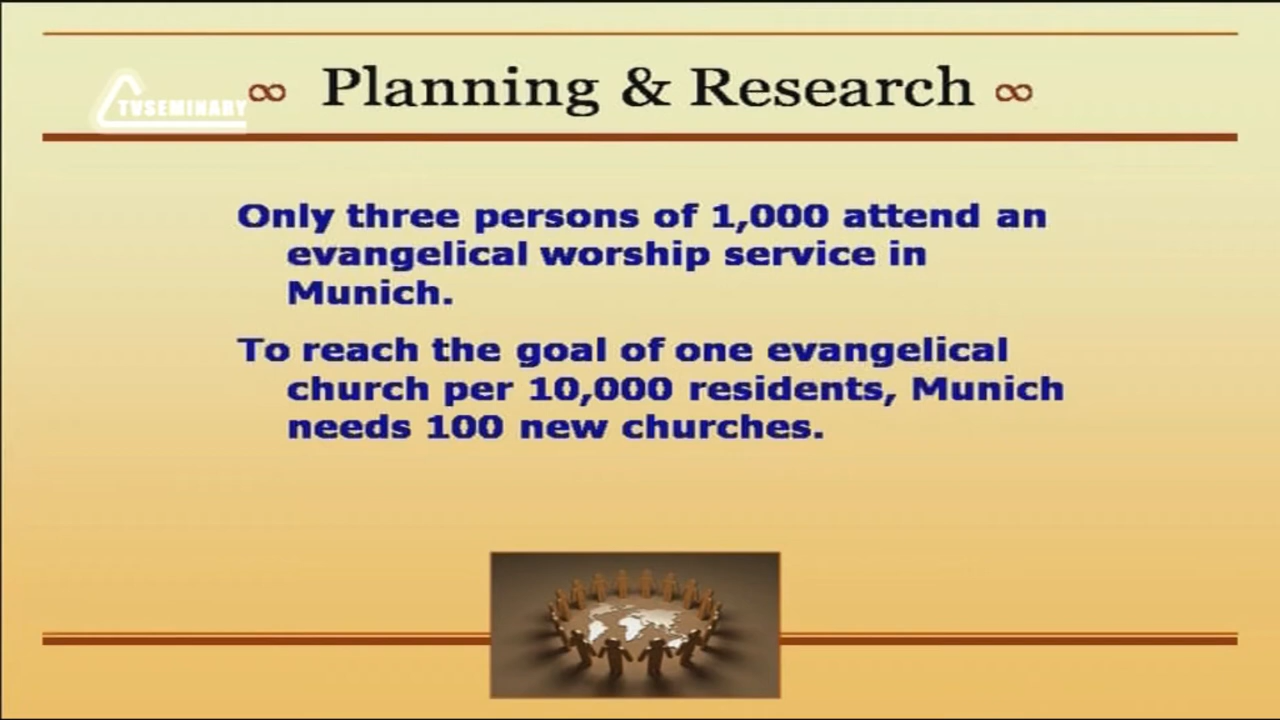 ∞ Planning & Research ∞
TVSEMINARY
Only three persons of 1,000 attend an
evangelical worship service in
Munich.
To reach the goal of one evangelical
church per 10,000 residents, Munich
needs 100 new churches.